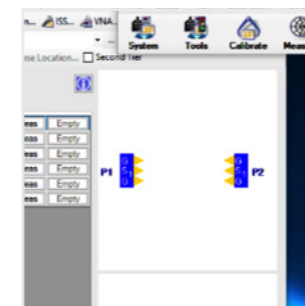 ISS... VNA...
System Tools Calibrate
se Location... Second Tier
eas Empty
eas Empty
eas Empty
eas Empty
eas Empty
eas Empty
P1 G S G G S G P2